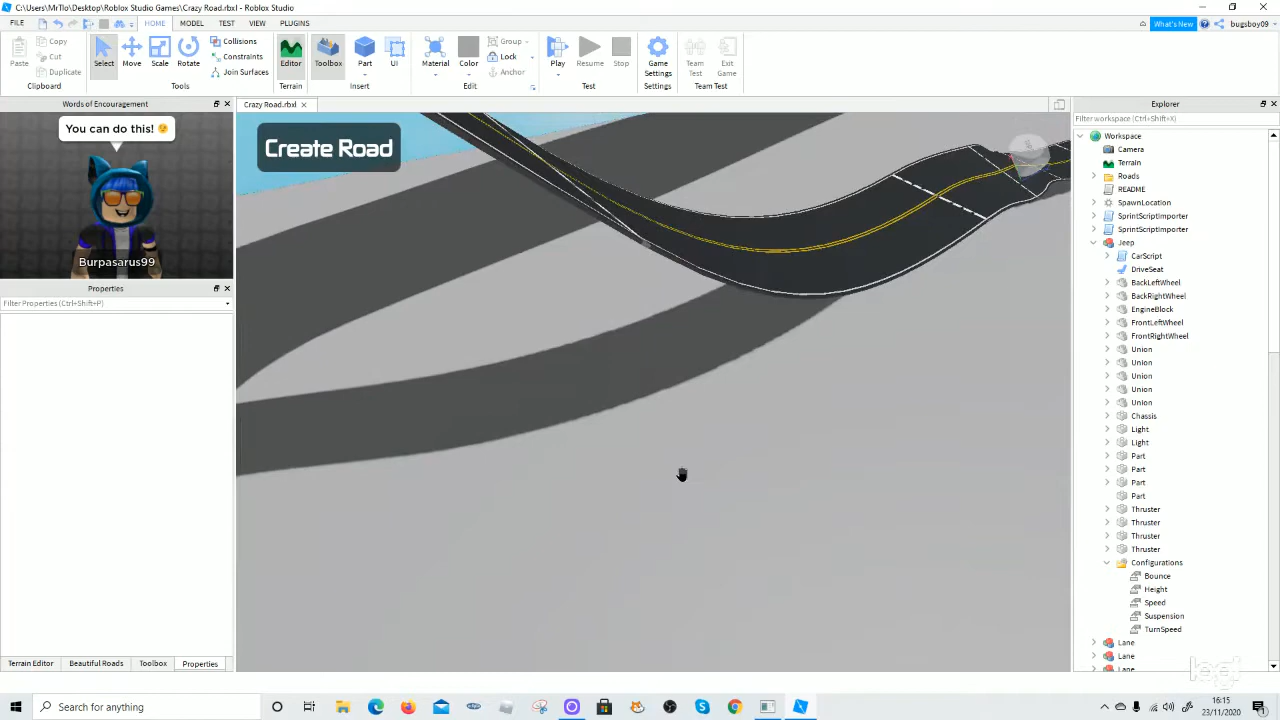 C:\Users\MrTlo\Desktop\Roblox Studio Games\Crazy Road.rbxl - Roblox Studio
FILE HOME MODEL TEST VIEW PLUGINS What's New bugsboy09
Paste Copy Cut Duplicate
Select Move Scale Rotate
Collisions
Constraints
Join Surfaces
Editor Toolbox Part UI
Material Color
Group
Lock
Anchor
Play Resume Stop
Game Settings
Team Test
Exit Game
Clipboard Tools Terrain Insert Edit Test Settings Team Test
Words of Encouragement
You can do this!
Burpasarus99
Properties
Filter Properties (Ctrl+Shift+P)
Terrain Editor Beautiful Roads Toolbox Properties
Crazy Road.rbxl
Create Road
Explorer
Filter workspace (Ctrl+Shift+X)
Workspace
Camera
Terrain
Roads
README
SpawnLocation
SprintScriptImporter
SprintScriptImporter
Jeep
CarScript
DriveSeat
BackLeftWheel
BackRightWheel
EngineBlock
FrontLeftWheel
FrontRightWheel
Union
Union
Union
Union
Union
Chassis
Light
Light
Part
Part
Part
Part
Thruster
Thruster
Thruster
Thruster
Configurations
Bounce
Height
Speed
Suspension
TurnSpeed
Lane
Lane
Lane
Search for anything
16:15
23/11/2020